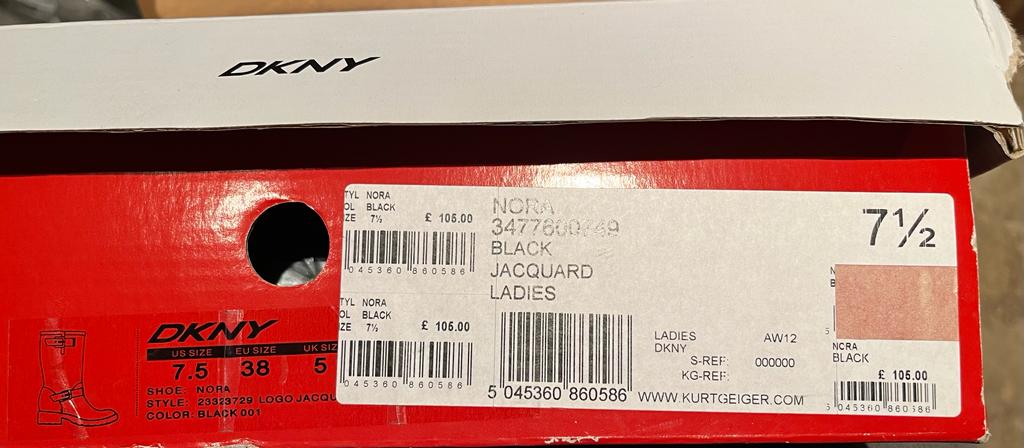 DKNY
TYL NORA
OL BLACK
ZE 7½ £ 105.00
045360 860586
TYL NORA
OL BLACK
ZE 7½ £ 105.00
045360 860586
NORA
BLACK
JACQUARD
LADIES
5 045360 860586
LADIES AW12
DKNY
S-REF: 000000
KG-REF:
WWW.KURTGEIGER.COM
7½
NORA
BLACK
£ 105.00
5 045360 860586
DKNY
US SIZE EU SIZE UK SIZ
7.5 38 5
SHOE: NORA
STYLE: 23323729 LOGO JACQU
COLOR: BLACK 001